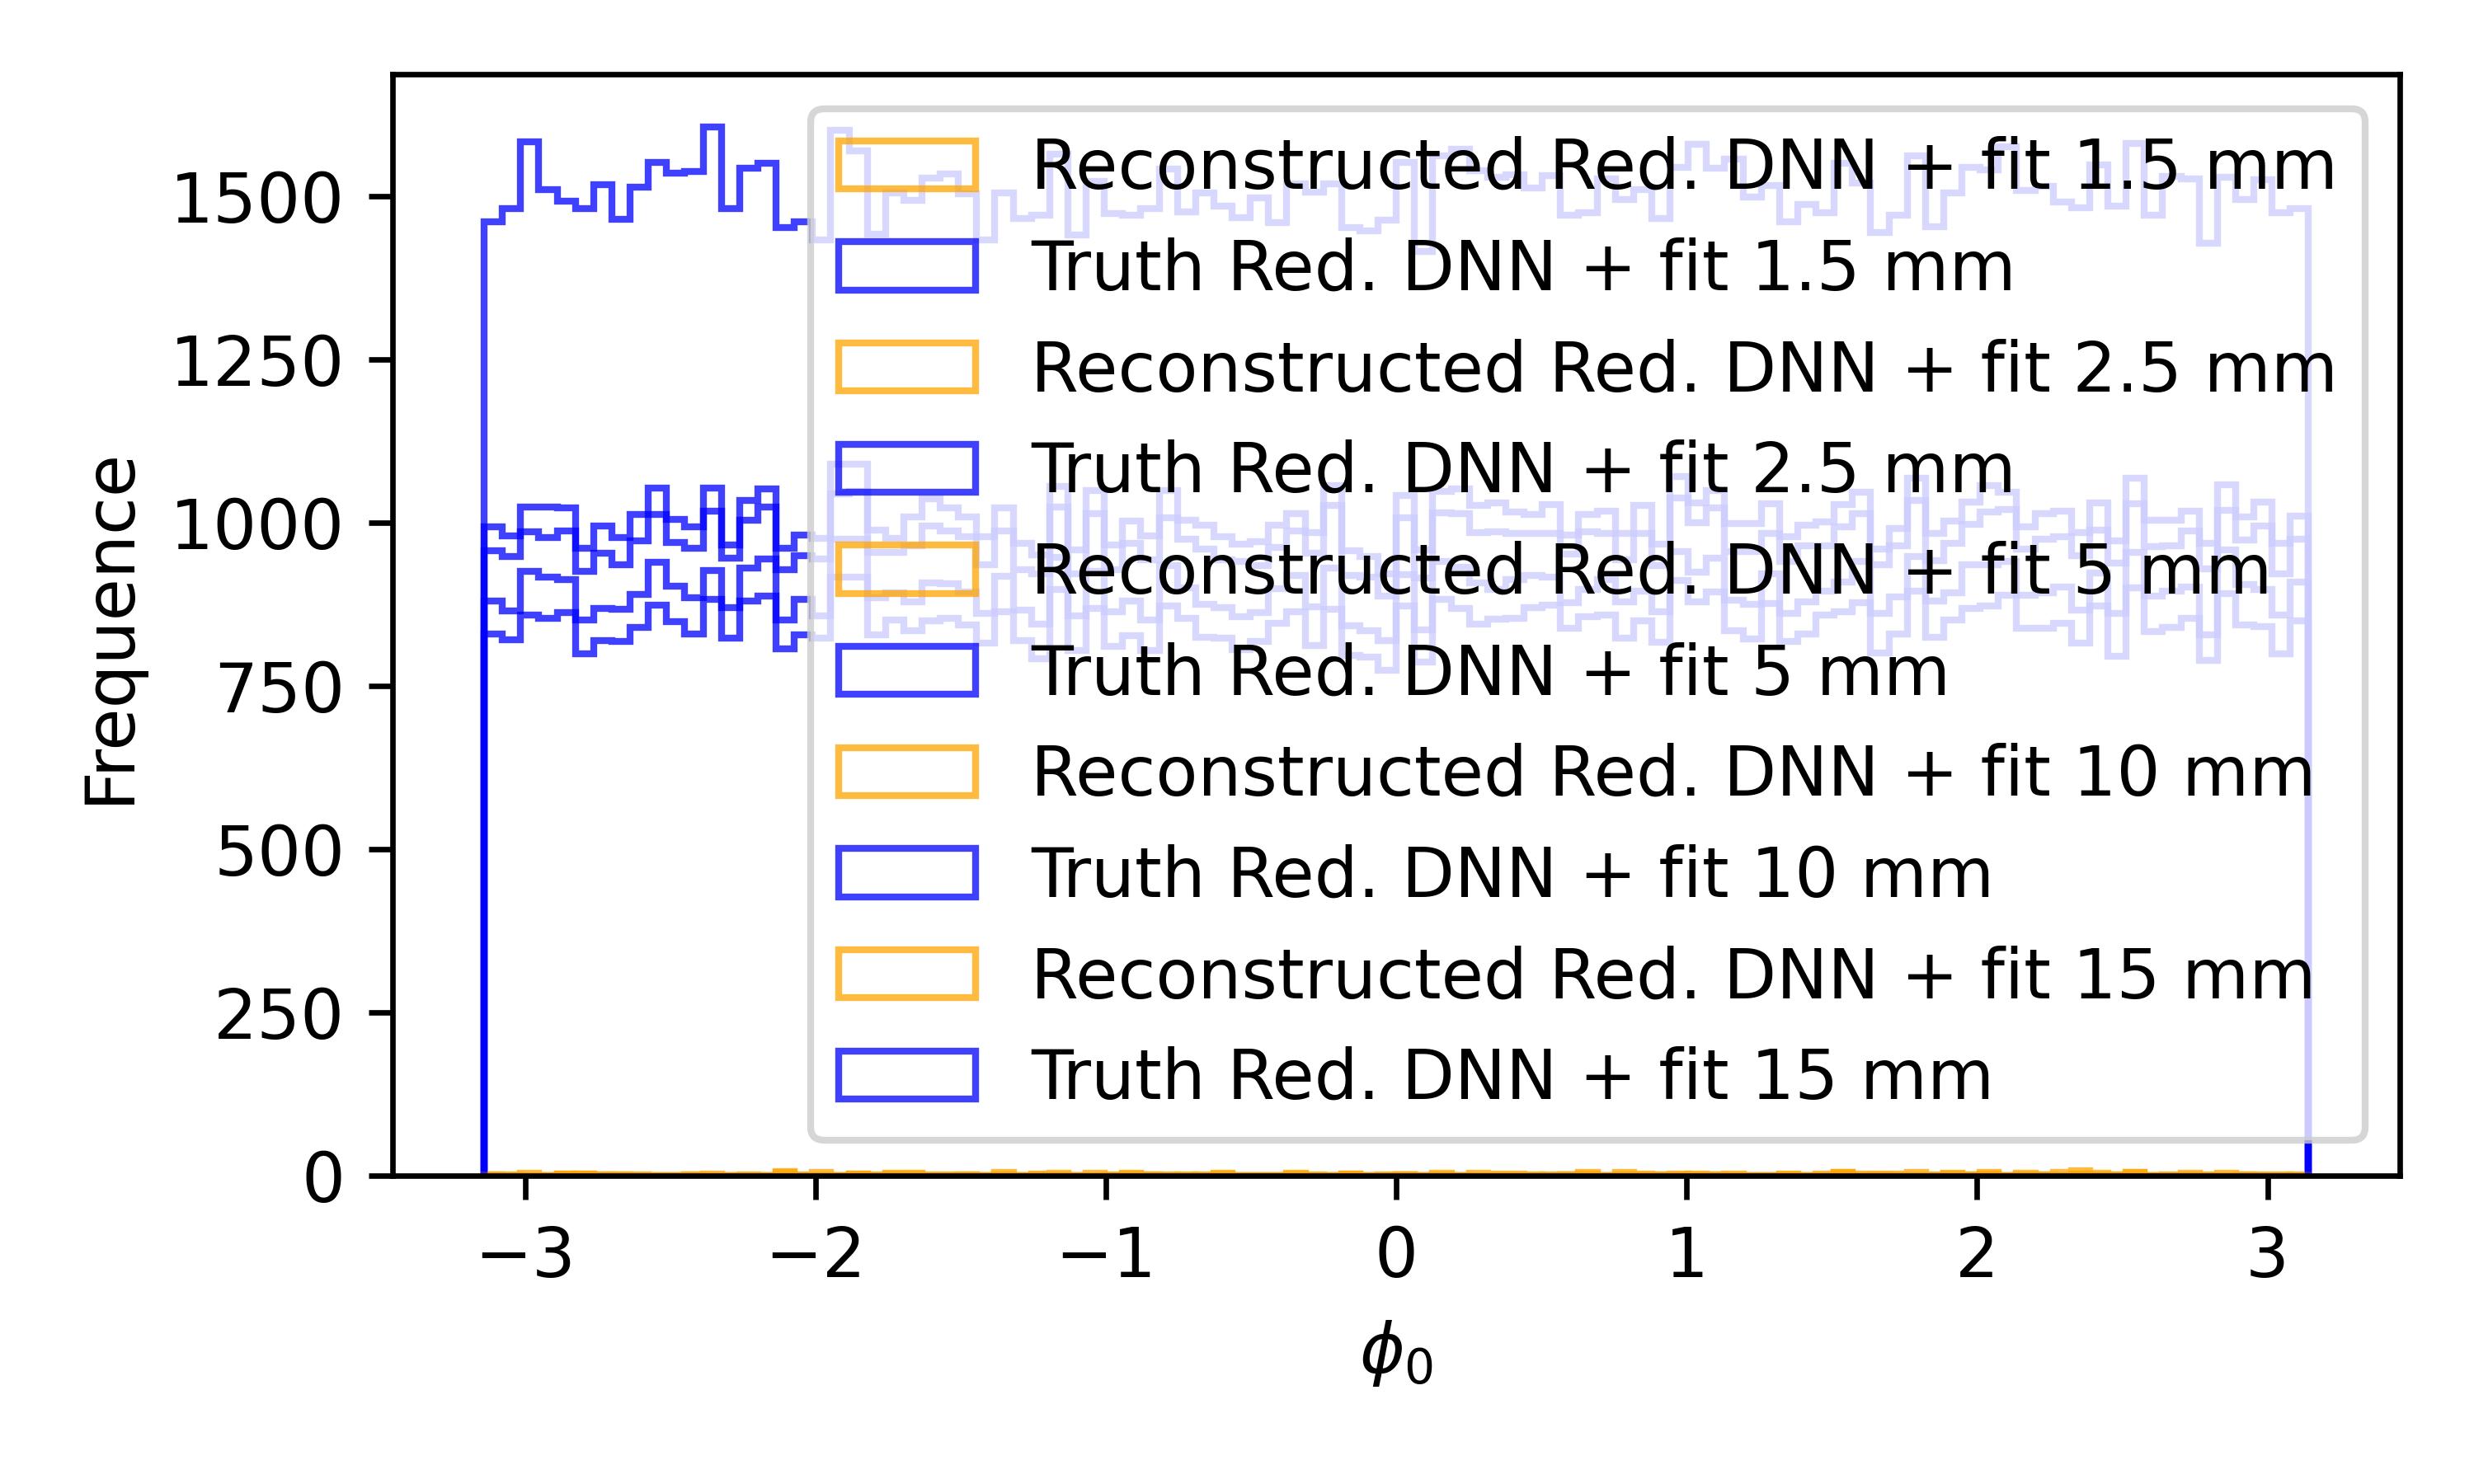 Frequence
1500
1250
1000
750
500
250
0
Reconstructed Red. DNN + fit 1.5 mm
Truth Red. DNN + fit 1.5 mm
Reconstructed Red. DNN + fit 2.5 mm
Truth Red. DNN + fit 2.5 mm
Reconstructed Red. DNN + fit 5 mm
Truth Red. DNN + fit 5 mm
Reconstructed Red. DNN + fit 10 mm
Truth Red. DNN + fit 10 mm
Reconstructed Red. DNN + fit 15 mm
Truth Red. DNN + fit 15 mm
−3 −2 −1 0 1 2 3
ϕ₀